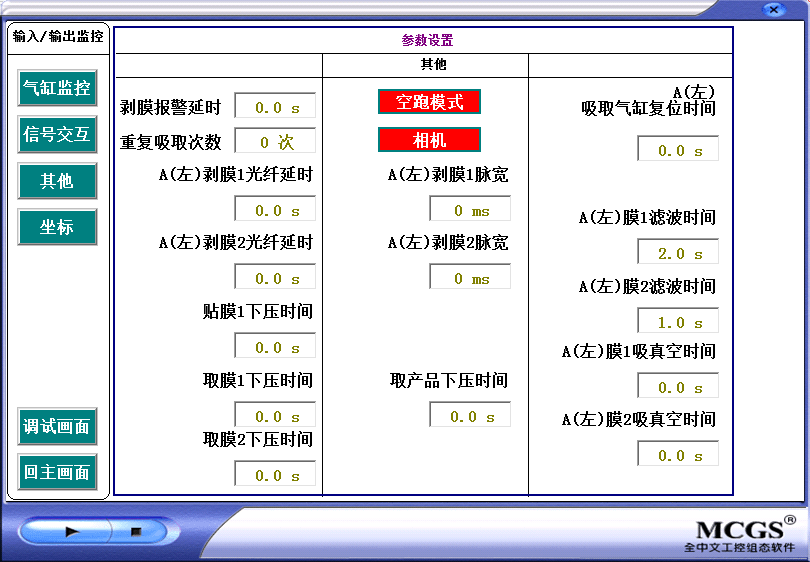 输入/输出监控
气缸监控
信号交互
其他
坐标
调试画面
回主画面
参数设置
其他
剥膜报警延时
0.0 s
重复吸取次数
0 次
A(左)剥膜1光纤延时
0.0 s
A(左)剥膜2光纤延时
0.0 s
贴膜1下压时间
0.0 s
取膜1下压时间
0.0 s
取膜2下压时间
0.0 s
空跑模式
相机
A(左)剥膜1脉宽
0 ms
A(左)剥膜2脉宽
0 ms
取产品下压时间
0.0 s
A(左)
吸取气缸复位时间
0.0 s
A(左)膜1滤波时间
2.0 s
A(左)膜2滤波时间
1.0 s
A(左)膜1吸真空时间
0.0 s
A(左)膜2吸真空时间
0.0 s
MCGS®
全中文工控组态软件